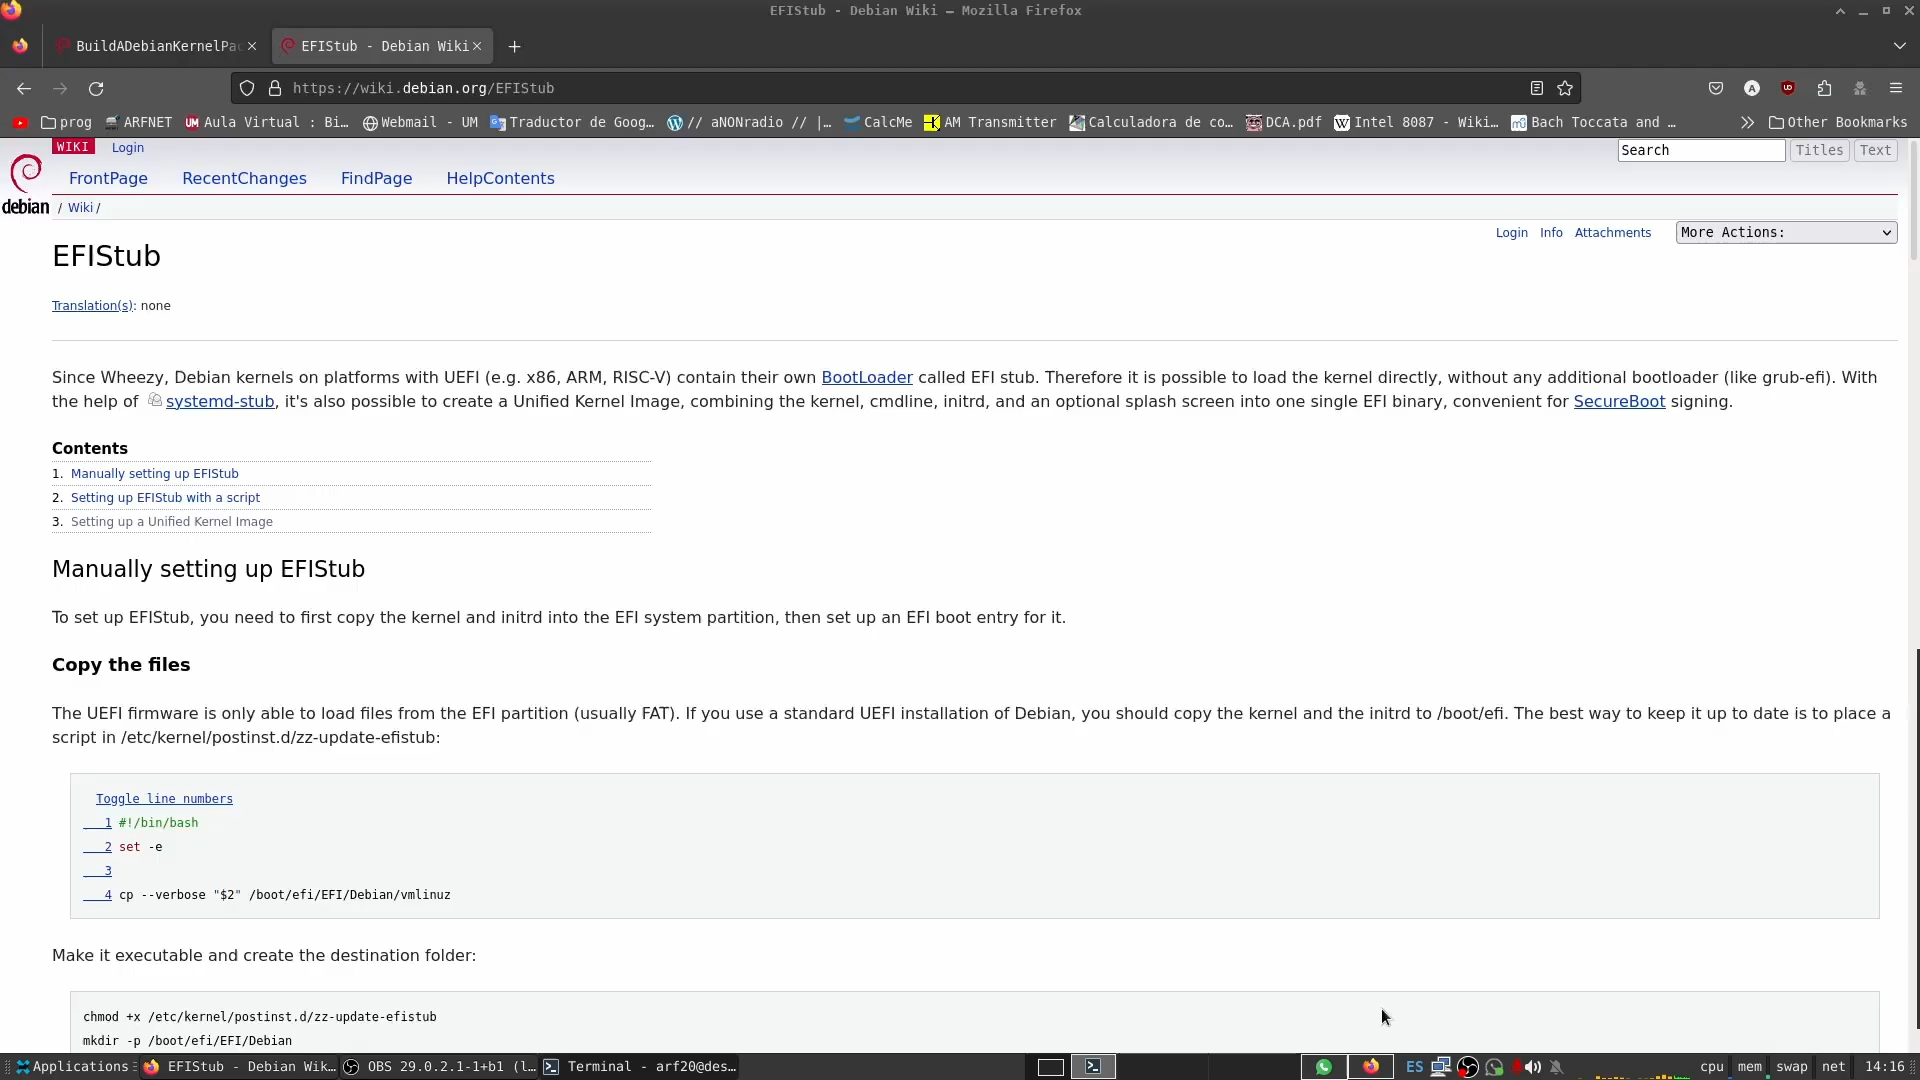 EFIStub - Debian Wiki — Mozilla Firefox
BuildADebianKernelPac
EFIStub - Debian Wiki
https://wiki.debian.org/EFIStub
prog
ARFNET
UM Aula Virtual : Bi…
Webmail - UM
Traductor de Goog…
// aNONradio // |…
CalcMe
AM Transmitter
Calculadora de co…
DCA.pdf
Intel 8087 - Wiki…
Bach Toccata and …
Other Bookmarks
WIKI Login
Search Titles Text
FrontPage RecentChanges FindPage HelpContents
debian / Wiki /
Login Info Attachments More Actions:
EFIStub
Translation(s): none
Since Wheezy, Debian kernels on platforms with UEFI (e.g. x86, ARM, RISC-V) contain their own BootLoader called EFI stub. Therefore it is possible to load the kernel directly, without any additional bootloader (like grub-efi). With
the help of systemd-stub, it's also possible to create a Unified Kernel Image, combining the kernel, cmdline, initrd, and an optional splash screen into one single EFI binary, convenient for SecureBoot signing.
Contents
1. Manually setting up EFIStub
2. Setting up EFIStub with a script
3. Setting up a Unified Kernel Image
Manually setting up EFIStub
To set up EFIStub, you need to first copy the kernel and initrd into the EFI system partition, then set up an EFI boot entry for it.
Copy the files
The UEFI firmware is only able to load files from the EFI partition (usually FAT). If you use a standard UEFI installation of Debian, you should copy the kernel and the initrd to /boot/efi. The best way to keep it up to date is to place a
script in /etc/kernel/postinst.d/zz-update-efistub:
Toggle line numbers
1 #!/bin/bash
2 set -e
3
4 cp --verbose "$2" /boot/efi/EFI/Debian/vmlinuz
Make it executable and create the destination folder:
chmod +x /etc/kernel/postinst.d/zz-update-efistub
mkdir -p /boot/efi/EFI/Debian
Applications EFIStub - Debian Wik… OBS 29.0.2.1-1+b1 (l… Terminal - arf20@des… ES cpu mem swap net 14:16